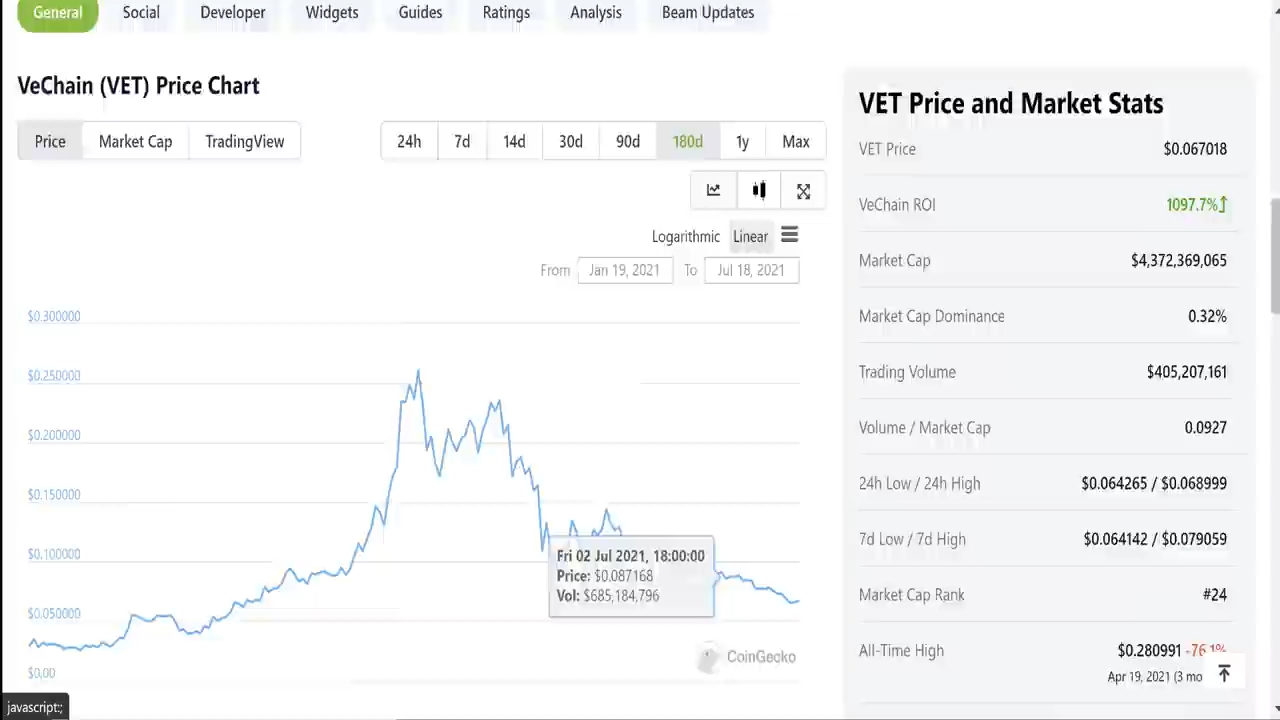 General Social Developer Widgets Guides Ratings Analysis Beam Updates
VeChain (VET) Price Chart
Price Market Cap TradingView 24h 7d 14d 30d 90d 180d 1y Max
Logarithmic Linear
From Jan 19, 2021 To Jul 18, 2021
$0.300000
$0.250000
$0.200000
$0.150000
$0.100000
$0.050000
$0.00
Fri 02 Jul 2021, 18:00:00
Price: $0.087168
Vol: $685,184,796
CoinGecko
javascript:;
VET Price and Market Stats
VET Price $0.067018
VeChain ROI 1097.7%
Market Cap $4,372,369,065
Market Cap Dominance 0.32%
Trading Volume $405,207,161
Volume / Market Cap 0.0927
24h Low / 24h High $0.064265 / $0.068999
7d Low / 7d High $0.064142 / $0.079059
Market Cap Rank #24
All-Time High $0.280991 -76.1%
Apr 19, 2021 (3 mo